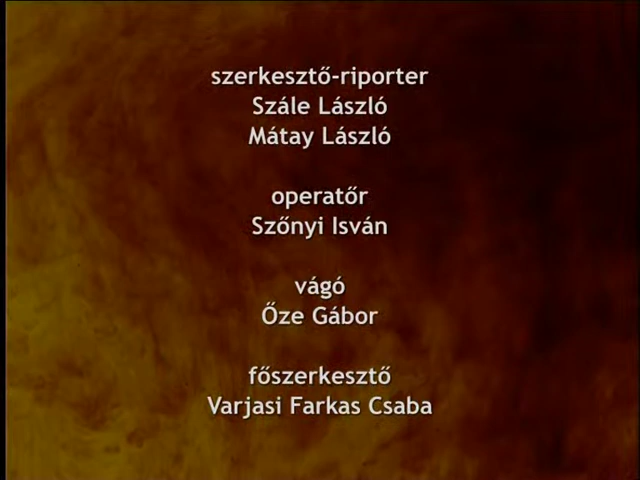 szerkesztő-riporter
Szále László
Mátay László
operatőr
Szőnyi Isván
vágó
Őze Gábor
főszerkesztő
Varjasi Farkas Csaba